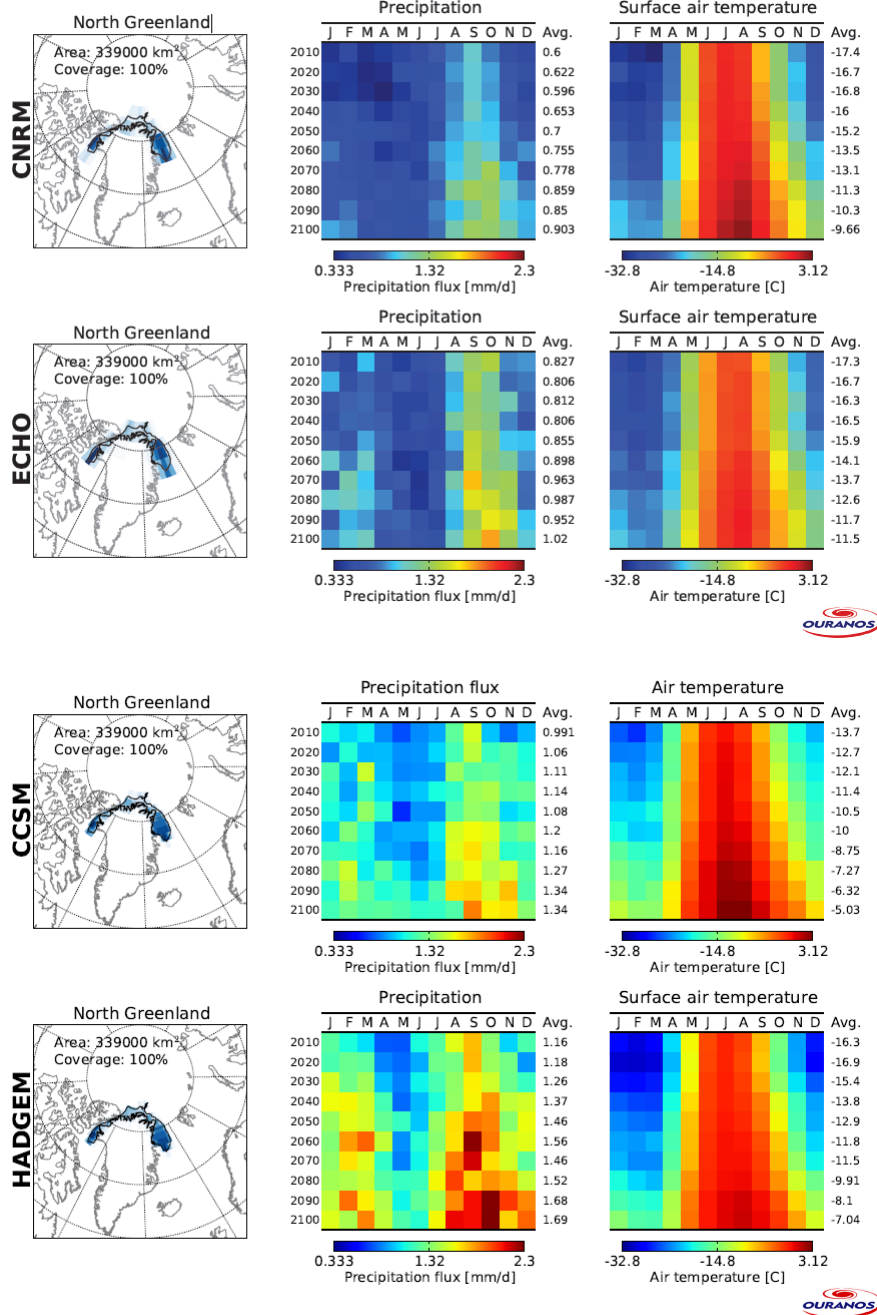 North Greenland
Area: 339000 km²
Coverage: 100%
CNRM
Precipitation
J F M A M J J A S O N D Avg.
2010 0.6
2020 0.622
2030 0.596
2040 0.653
2050 0.7
2060 0.755
2070 0.778
2080 0.859
2090 0.85
2100 0.903
0.333 1.32 2.3
Precipitation flux [mm/d]
Surface air temperature
J F M A M J J A S O N D Avg.
-17.4
-16.7
-16.8
-16
-15.2
-13.5
-13.1
-11.3
-10.3
-9.66
-32.8 -14.8 3.12
Air temperature [C]
North Greenland
Area: 339000 km²
Coverage: 100%
ECHO
Precipitation
J F M A M J J A S O N D Avg.
2010 0.827
2020 0.806
2030 0.812
2040 0.806
2050 0.855
2060 0.898
2070 0.963
2080 0.987
2090 0.952
2100 1.02
0.333 1.32 2.3
Precipitation flux [mm/d]
Surface air temperature
J F M A M J J A S O N D Avg.
-17.3
-16.7
-16.3
-16.5
-15.9
-14.1
-13.7
-12.6
-11.7
-11.5
-32.8 -14.8 3.12
Air temperature [C]
OURANOS
North Greenland
Area: 339000 km²
Coverage: 100%
CCSM
Precipitation flux
J F M A M J J A S O N D Avg.
2010 0.991
2020 1.06
2030 1.11
2040 1.14
2050 1.08
2060 1.2
2070 1.16
2080 1.27
2090 1.34
2100 1.34
0.333 1.32 2.3
Precipitation flux [mm/d]
Air temperature
J F M A M J J A S O N D Avg.
-13.7
-12.7
-12.1
-11.4
-10.5
-10
-8.75
-7.27
-6.32
-5.03
-32.8 -14.8 3.12
Air temperature [C]
North Greenland
Area: 339000 km²
Coverage: 100%
HADGEM
Precipitation
J F M A M J J A S O N D Avg.
2010 1.16
2020 1.18
2030 1.26
2040 1.37
2050 1.46
2060 1.56
2070 1.46
2080 1.52
2090 1.68
2100 1.69
0.333 1.32 2.3
Precipitation flux [mm/d]
Surface air temperature
J F M A M J J A S O N D Avg.
-16.3
-16.9
-15.4
-13.8
-12.9
-11.8
-11.5
-9.91
-8.1
-7.04
-32.8 -14.8 3.12
Air temperature [C]
OURANOS